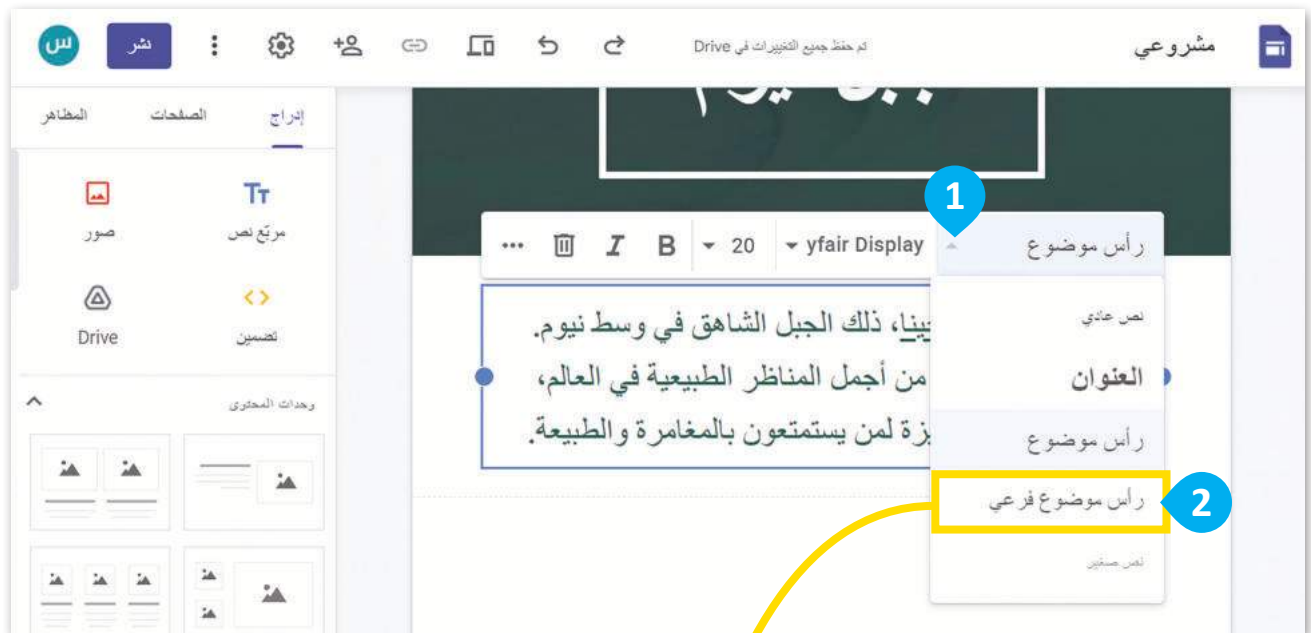 مشروعي
تم حفظ جميع التغييرات في Drive
نشر
س
إدراج
الصفحات
المظاهر
Tт
مربّع نص
صور
تضمين
Drive
وحدات المحتوى
1
رأس موضوع
yfair Display
20
B
I
نص عادي
العنوان
رأس موضوع
رأس موضوع فرعي
2
نص صغير
، ذلك الجبل الشاهق في وسط نيوم.
من أجمل المناظر الطبيعية في العالم،
لمن يستمتعون بالمغامرة والطبيعة.